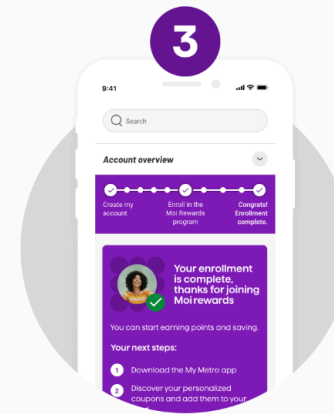 3
9:41
Search
Account overview
Create my
account
Enroll in the
Moi Rewards
program
Congrats!
Enrollment
complete.
Your enrollment
is complete,
thanks for joining
Moi rewards
You can start earning points and saving.
Your next steps:
1 Download the My Metro app
2 Discover your personalized
coupons and add them to your